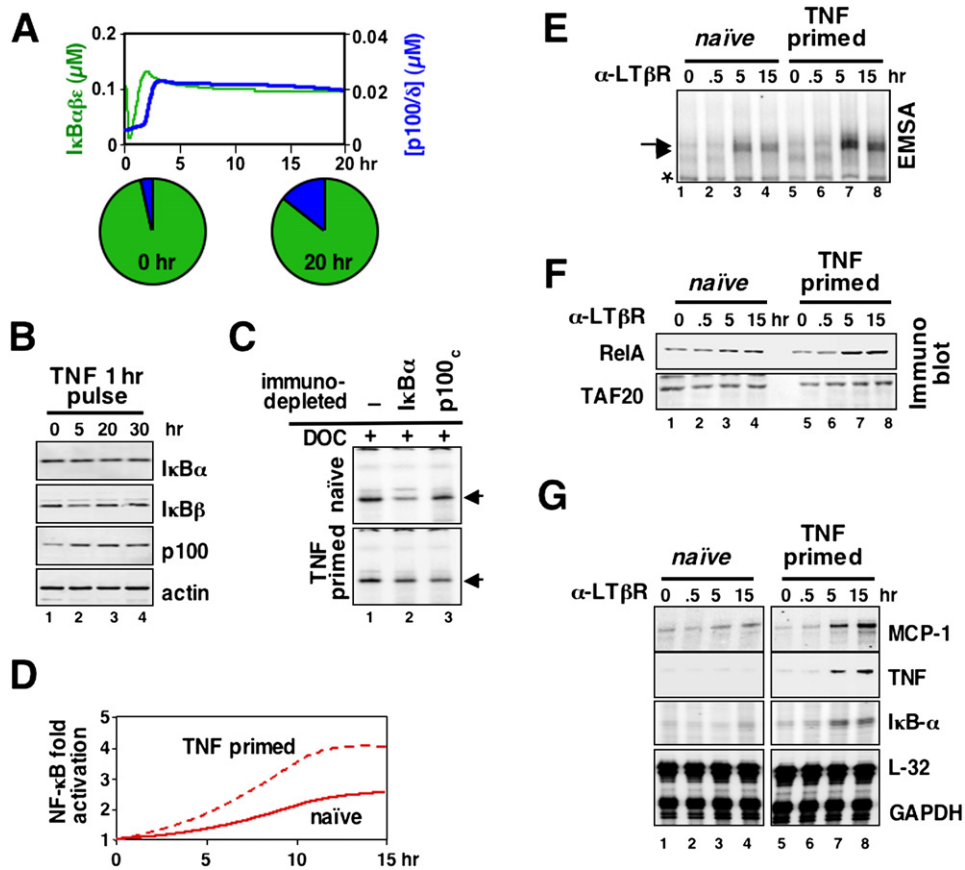 A
0.2
0.04
IκBαβε (μM)
0.1
0.02
[p100/δ] (μM)
0
0
0 5 10 15 20 hr
0 hr
20 hr
B
TNF 1 hr
pulse
0 5 20 30 hr
IκBα
IκBβ
p100
actin
1 2 3 4
C
immuno-
depleted
– IκBα p100c
DOC + + +
naïve
TNF
primed
1 2 3
D
NF-κB fold
activation
5
4
3
2
1
TNF primed
naïve
0 5 10 15 hr
E
naïve
TNF
primed
α-LTβR 0 .5 5 15 0 .5 5 15 hr
EMSA
*
1 2 3 4 5 6 7 8
F
naïve
TNF
primed
α-LTβR 0 .5 5 15 hr 0 .5 5 15
RelA
TAF20
Immuno
blot
1 2 3 4 5 6 7 8
G
naïve
TNF
primed
α-LTβR 0 .5 5 15 0 .5 5 15 hr
MCP-1
TNF
IκB-α
L-32
GAPDH
1 2 3 4 5 6 7 8